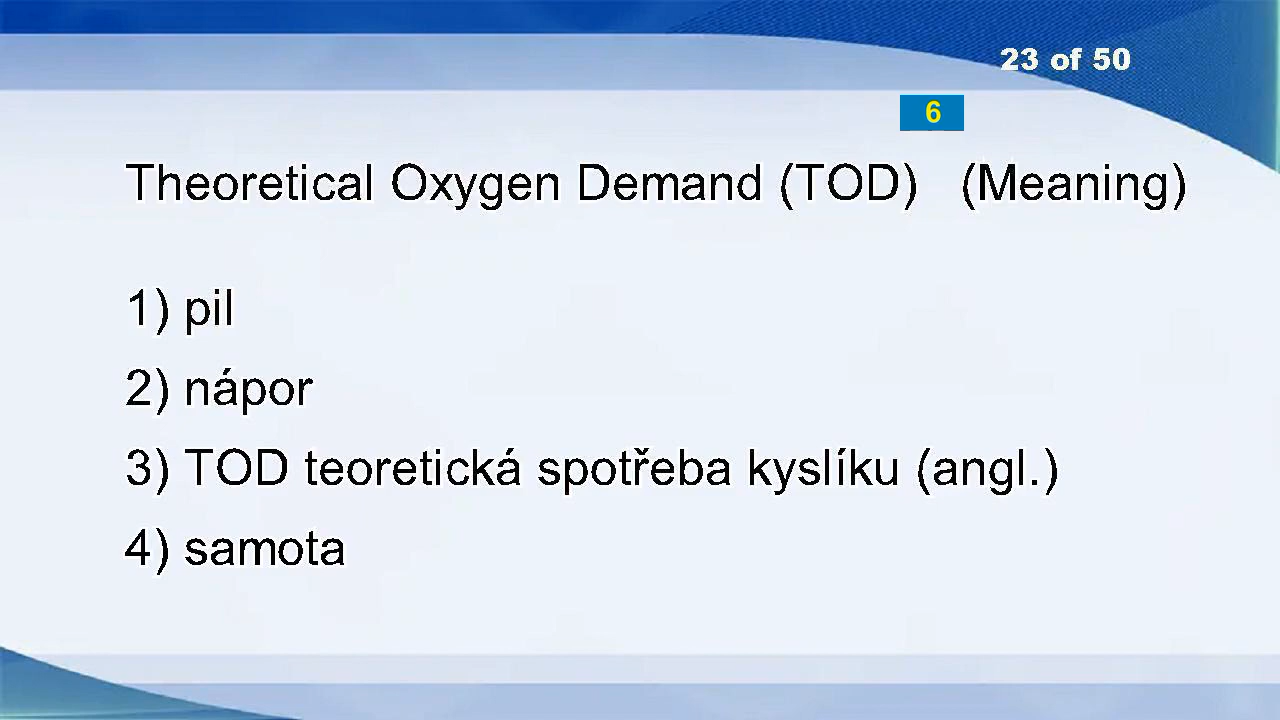 23 of 50
6
Theoretical Oxygen Demand (TOD) (Meaning)
1) pil
2) nápor
3) TOD teoretická spotřeba kyslíku (angl.)
4) samota